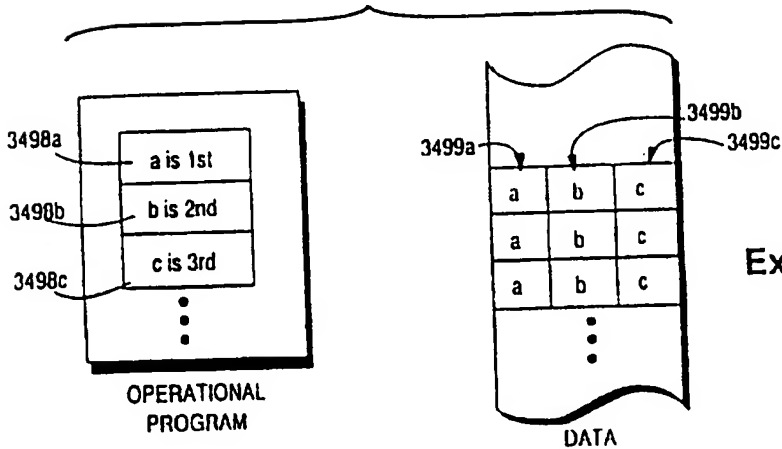 3498a
a is 1st
3498b
b is 2nd
3498c
c is 3rd
OPERATIONAL
PROGRAM
3499a
3499b
3499c
a b c
a b c
a b c
DATA
Ex